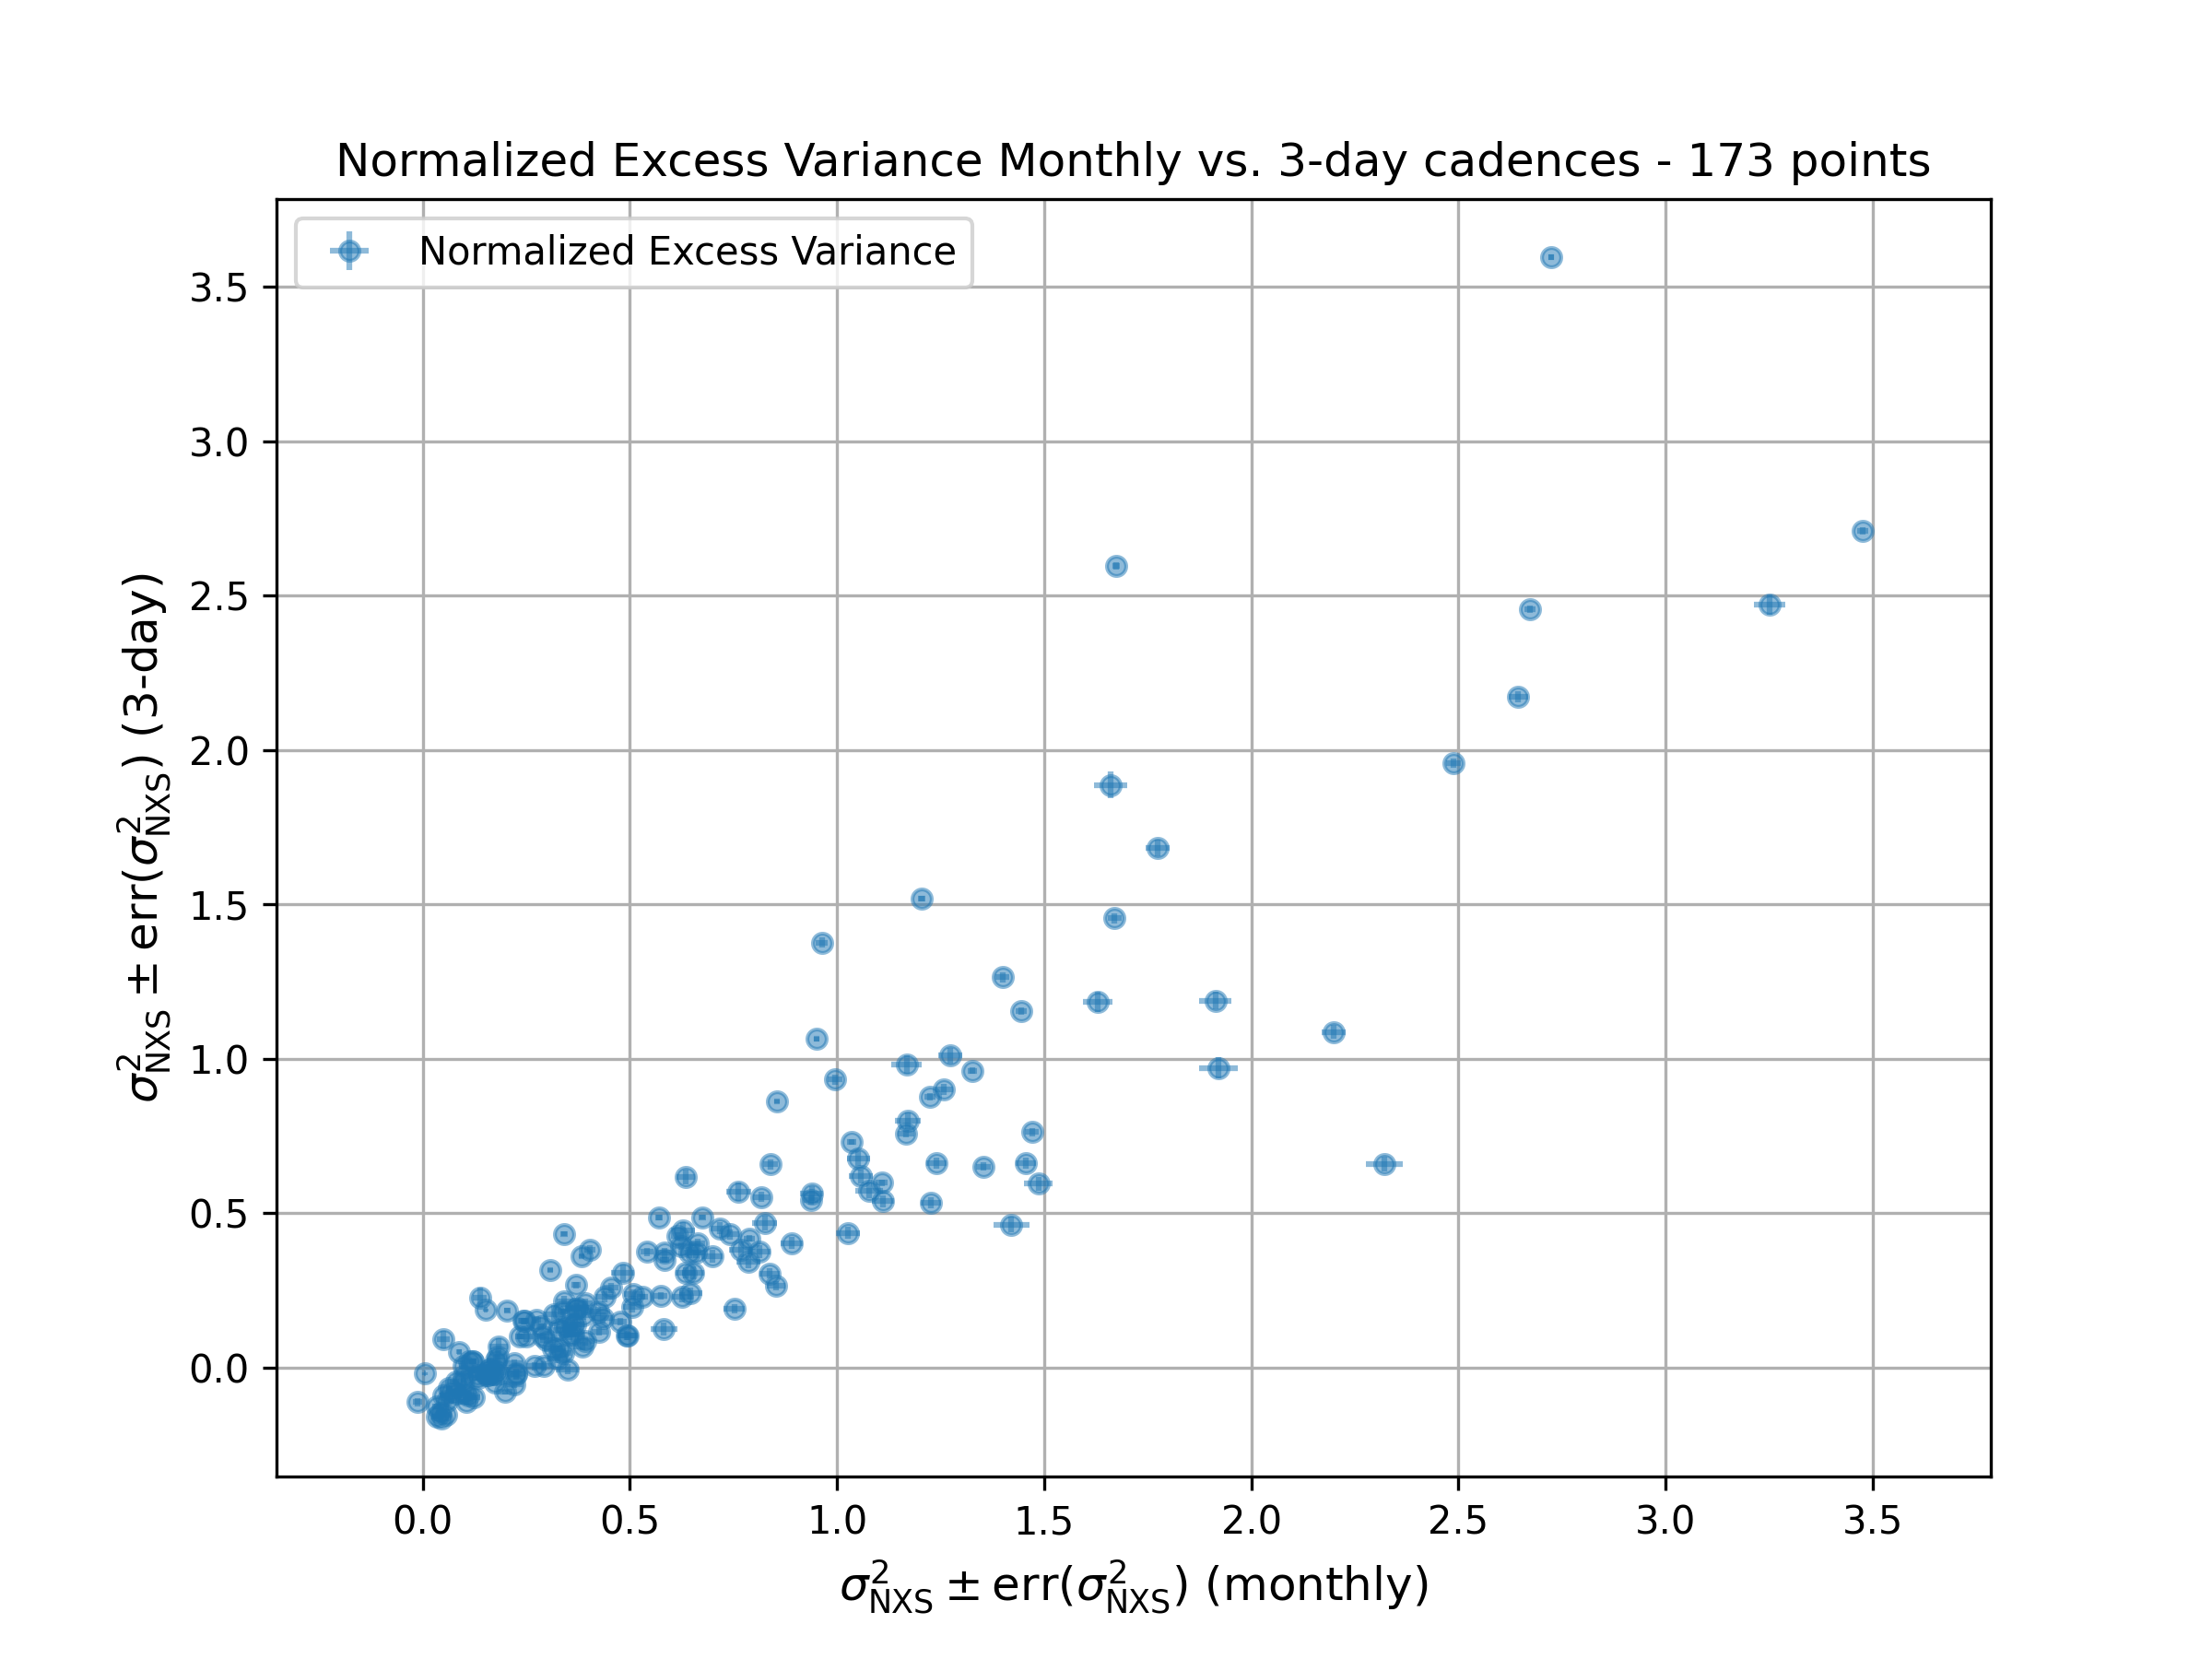 Normalized Excess Variance Monthly vs. 3-day cadences - 173 points
Normalized Excess Variance
3.5
3.0
2.5
2.0
1.5
1.0
0.5
0.0
σ²NXS ± err(σ²NXS) (3-day)
0.0 0.5 1.0 1.5 2.0 2.5 3.0 3.5
σ²NXS ± err(σ²NXS) (monthly)